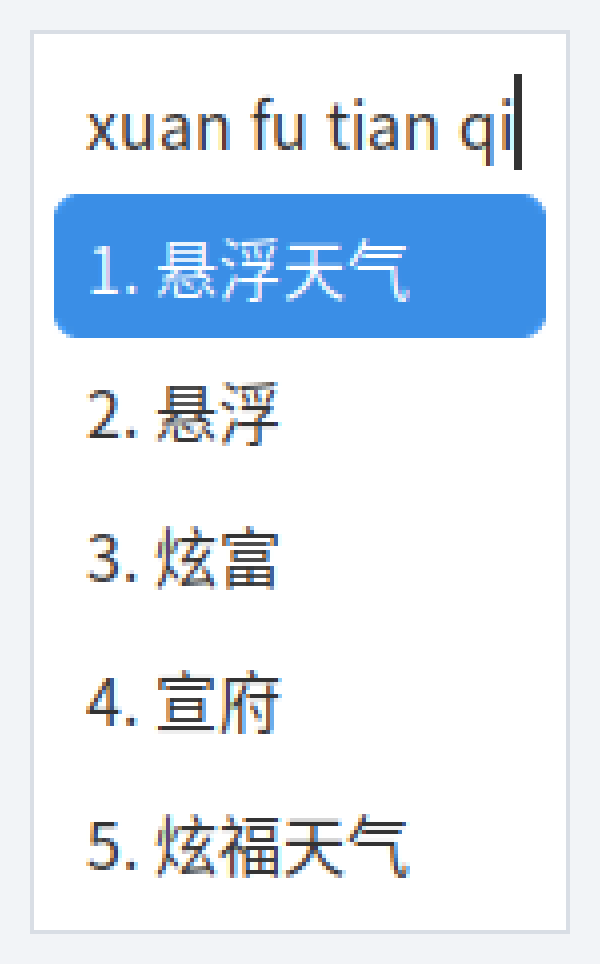 xuan fu tian qi
1. 悬浮天气
2. 悬浮
3. 炫富
4. 宣府
5. 炫福天气